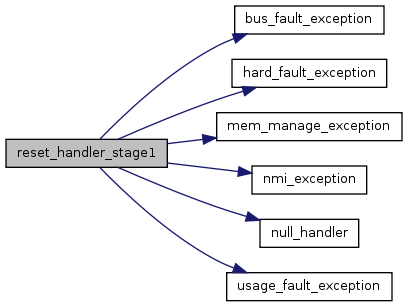 bus_fault_exception
hard_fault_exception
mem_manage_exception
reset_handler_stage1
nmi_exception
null_handler
usage_fault_exception